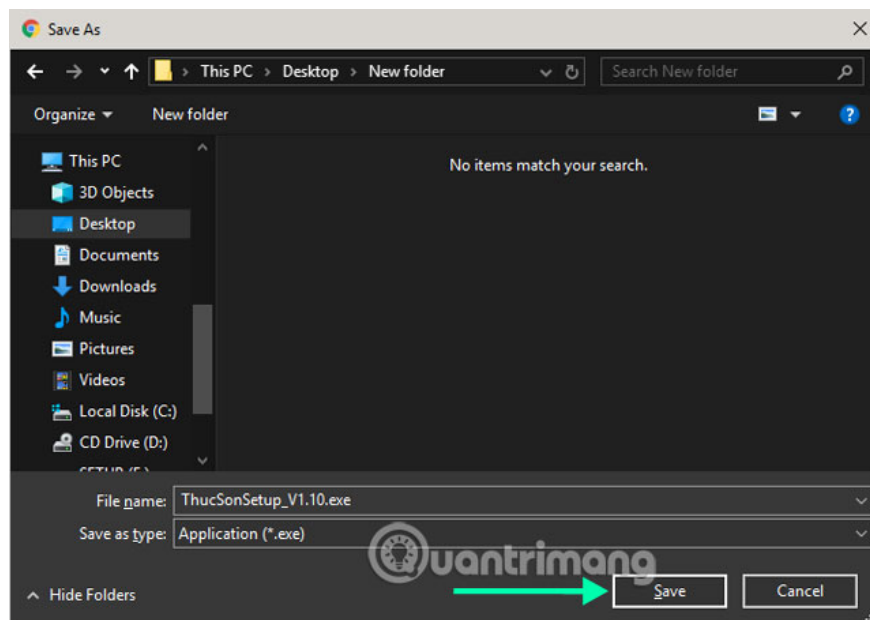 Save As
This PC > Desktop > New folder
Search New folder
Organize
New folder
This PC
No items match your search.
3D Objects
Desktop
Documents
Downloads
Music
Pictures
Videos
Local Disk (C:)
CD Drive (D:)
File name: ThucSonSetup_V1.10.exe
Save as type: Application (*.exe)
Quantrimang
Hide Folders
Save
Cancel